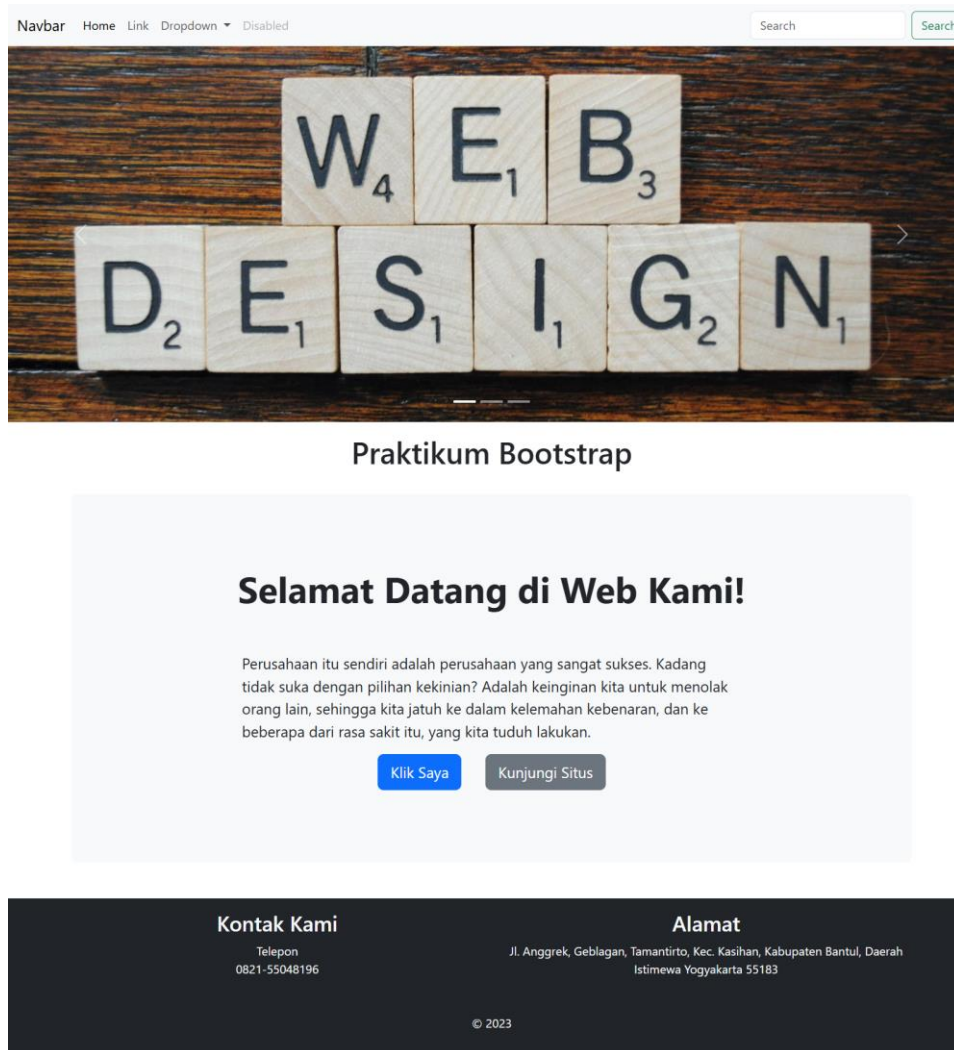 Navbar Home Link Dropdown Disabled Search Search
W4 E1 B3
D2 E1 S1 I1 G2 N1
Praktikum Bootstrap
Selamat Datang di Web Kami!
Perusahaan itu sendiri adalah perusahaan yang sangat sukses. Kadang
tidak suka dengan pilihan kekinian? Adalah keinginan kita untuk menolak
orang lain, sehingga kita jatuh ke dalam kelemahan kebenaran, dan ke
beberapa dari rasa sakit itu, yang kita tuduh lakukan.
Klik Saya Kunjungi Situs
Kontak Kami
Telepon
0821-55048196
Alamat
Jl. Anggrek, Geblagan, Tamantirto, Kec. Kasihan, Kabupaten Bantul, Daerah
Istimewa Yogyakarta 55183
© 2023